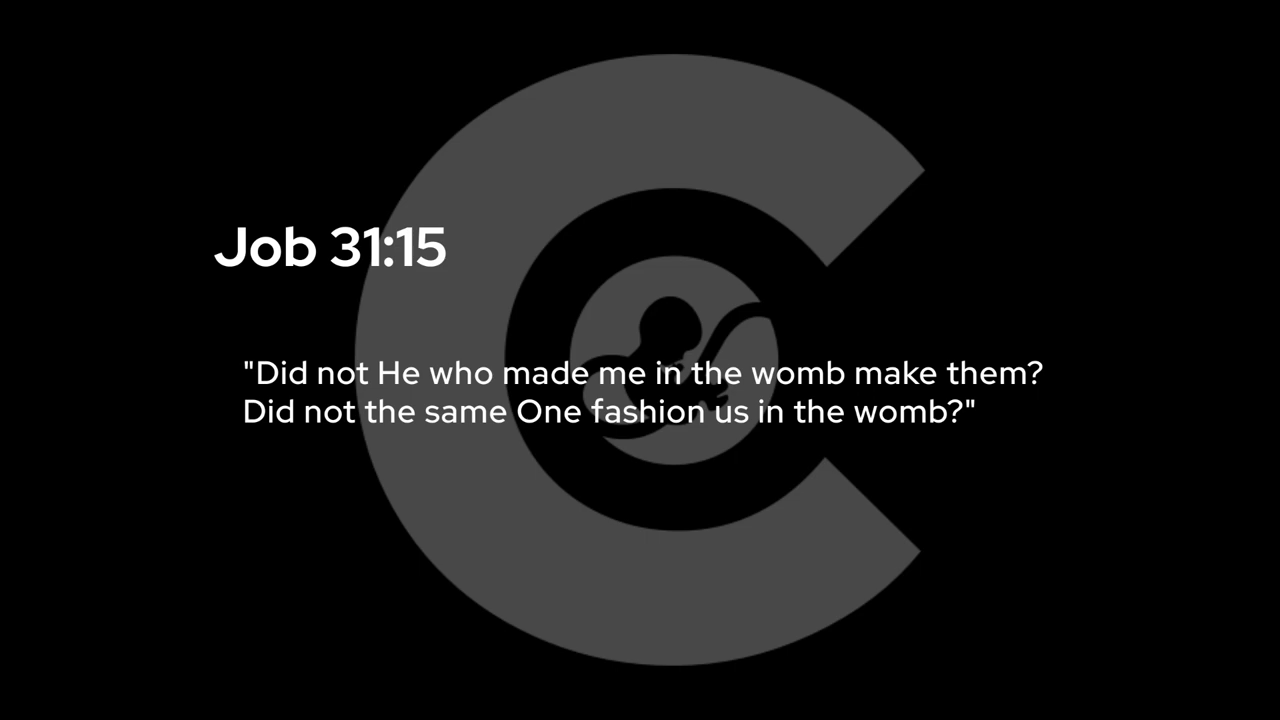 Job 31:15
"Did not He who made me in the womb make them?
Did not the same One fashion us in the womb?"